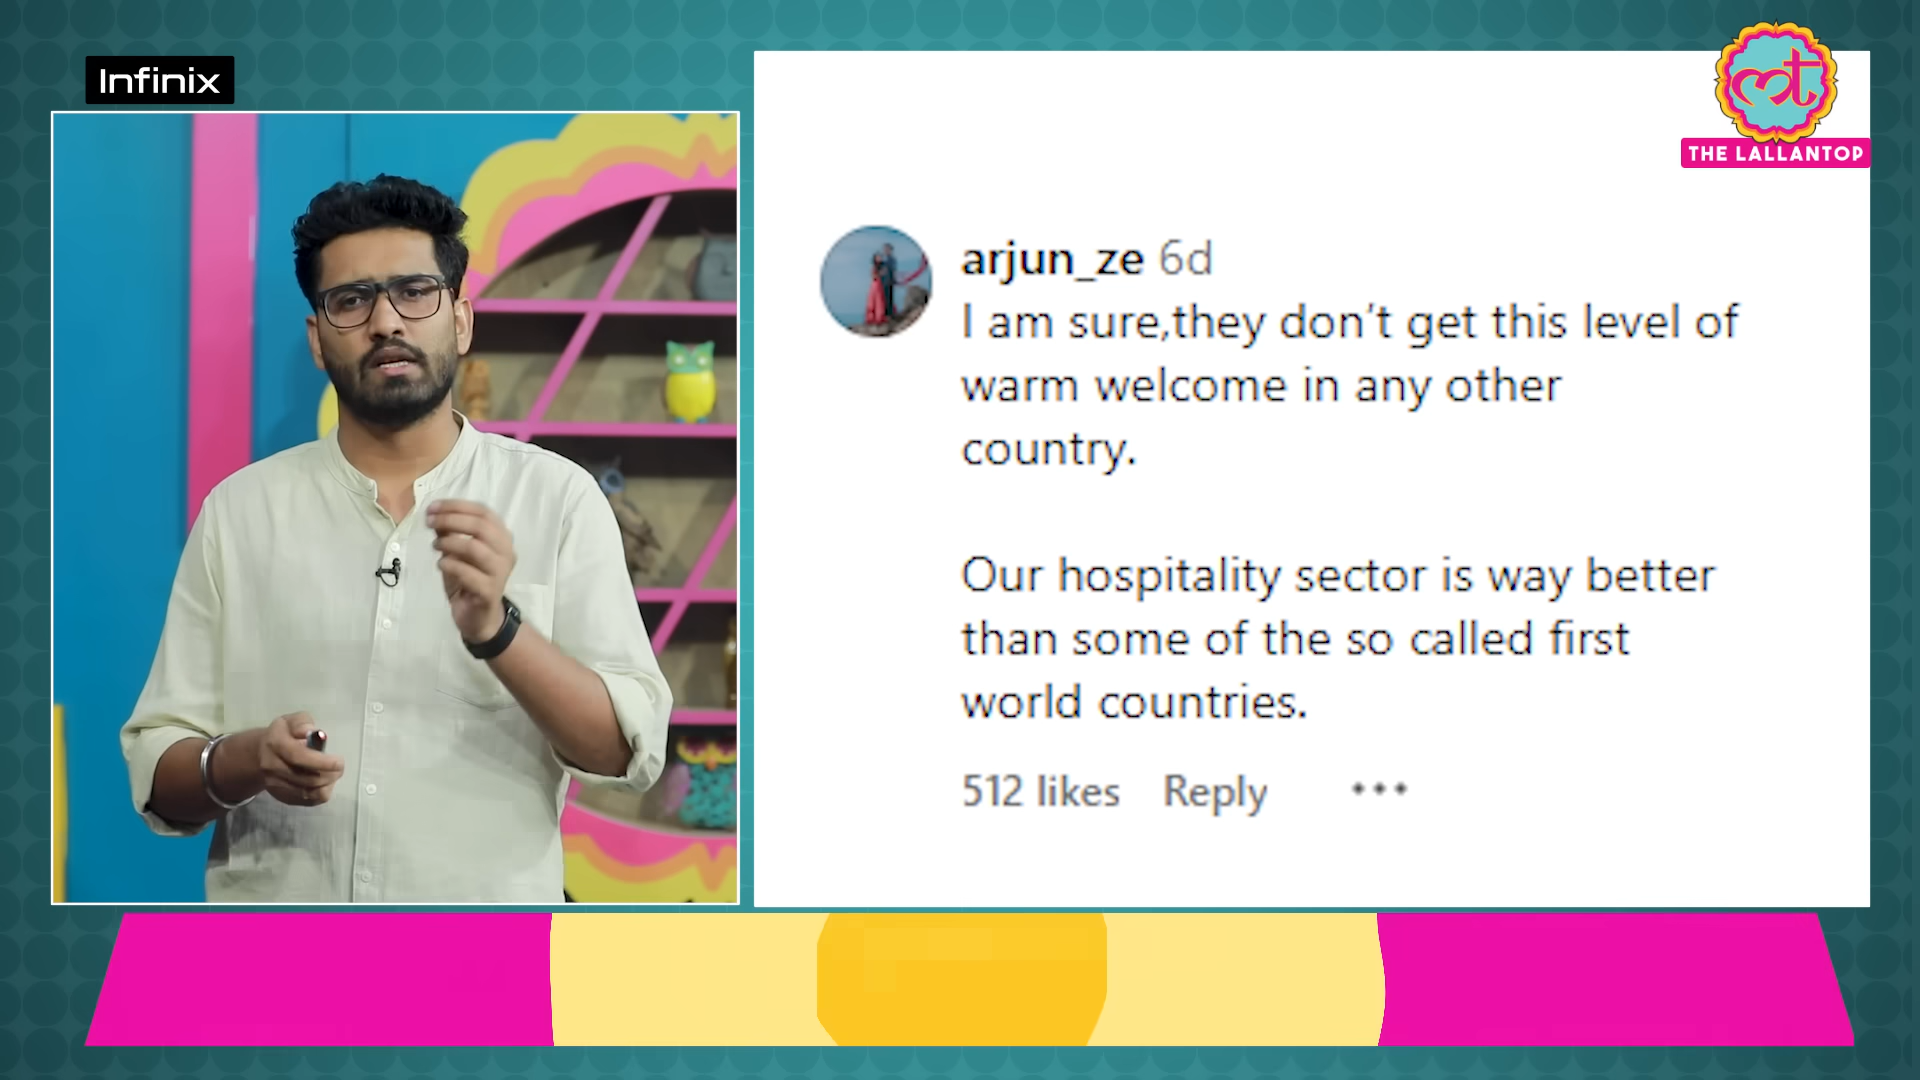 Infinix
THE LALLANTOP
arjun_ze 6d
I am sure,they don't get this level of
warm welcome in any other
country.
Our hospitality sector is way better
than some of the so called first
world countries.
512 likes Reply •••